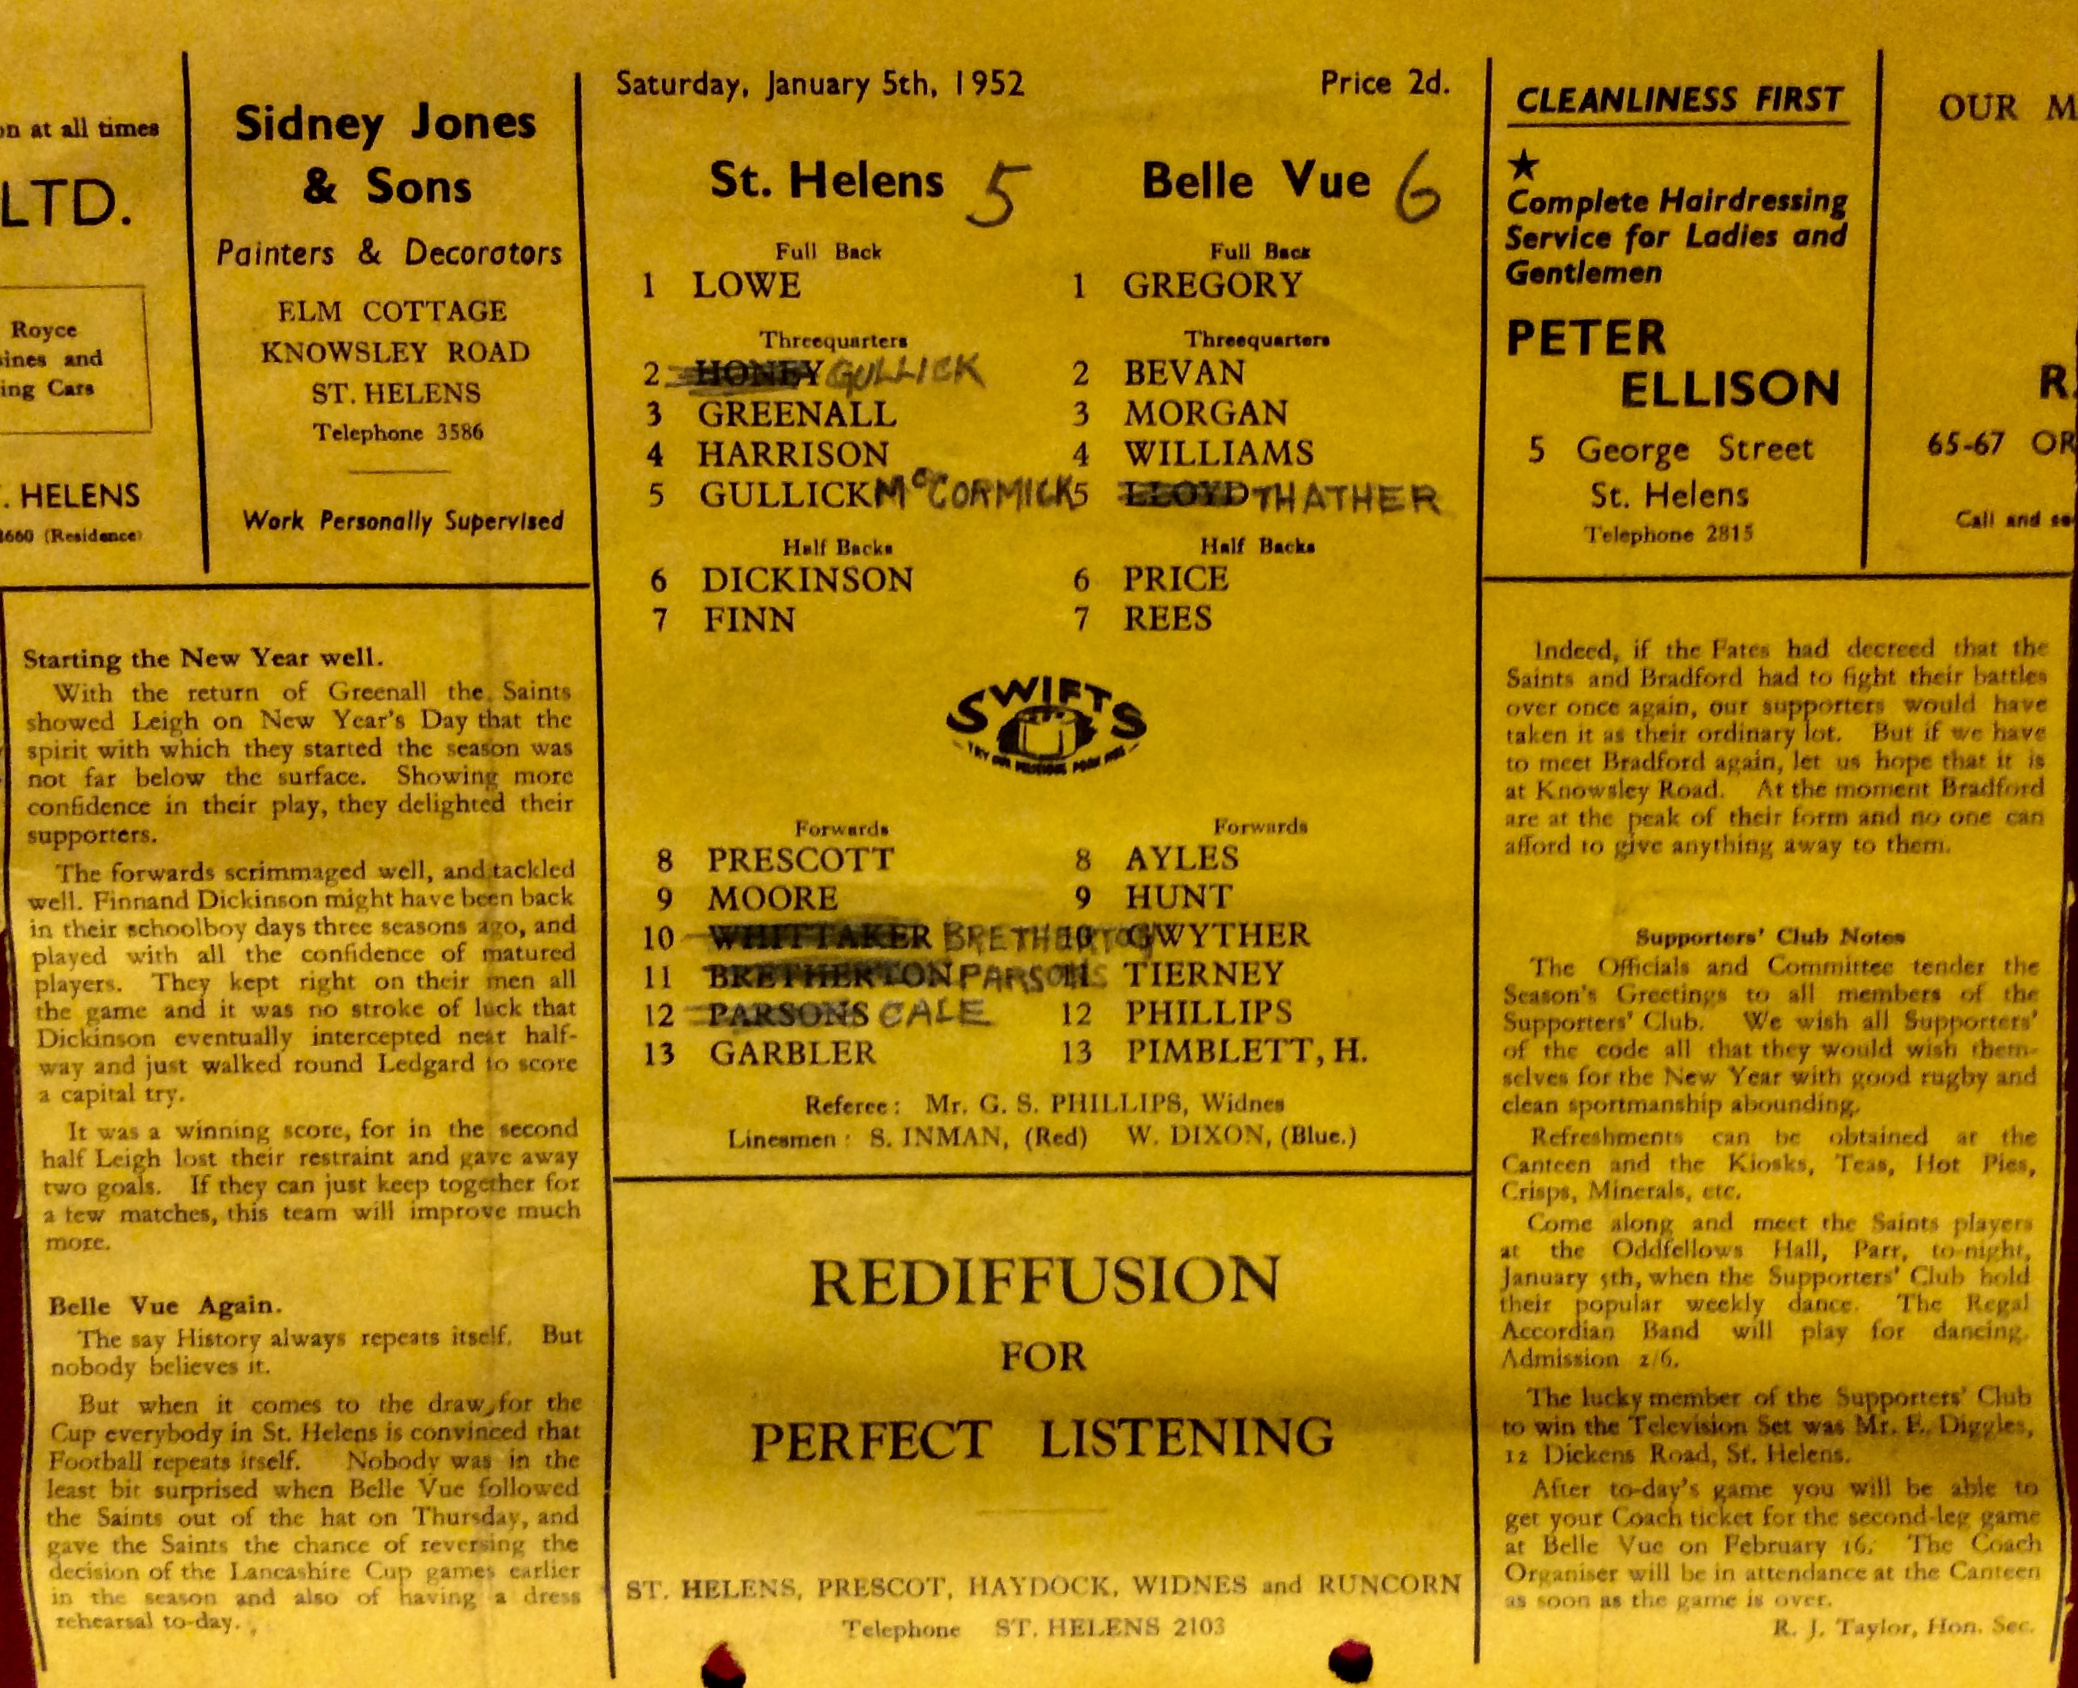 on at all times
LTD.
Royce
ines and
ing Cars
. HELENS
660 (Residence)
Sidney Jones
& Sons
Painters & Decorators
ELM COTTAGE
KNOWSLEY ROAD
ST. HELENS
Telephone 3586
Work Personally Supervised
Starting the New Year well.
With the return of Greenall the Saints
showed Leigh on New Year's Day that the
spirit with which they started the season was
not far below the surface. Showing more
confidence in their play, they delighted their
supporters.
The forwards scrimmaged well, and tackled
well. Finnand Dickinson might have been back
in their schoolboy days three seasons ago, and
played with all the confidence of matured
players. They kept right on their men all
the game and it was no stroke of luck that
Dickinson eventually intercepted near half-
way and just walked round Ledgard to score
a capital try.
It was a winning score, for in the second
half Leigh lost their restraint and gave away
two goals. If they can just keep together for
a few matches, this team will improve much
more.
Belle Vue Again.
The say History always repeats itself. But
nobody believes it.
But when it comes to the draw for the
Cup everybody in St. Helens is convinced that
Football repeats itself. Nobody was in the
least bit surprised when Belle Vue followed
the Saints out of the hat on Thursday, and
gave the Saints the chance of reversing the
decision of the Lancashire Cup games earlier
in the season and also of having a dress
rehearsal to-day.
Saturday, January 5th, 1952 Price 2d.
St. Helens 5 Belle Vue 6
Full Back Full Back
1 LOWE 1 GREGORY
Threequarters Threequarters
2 HONEY GULLICK 2 BEVAN
3 GREENALL 3 MORGAN
4 HARRISON 4 WILLIAMS
5 GULLICK McCORMICK 5 LLOYD THATHER
Half Backs Half Backs
6 DICKINSON 6 PRICE
7 FINN 7 REES
SWIFTS
TRY OUR DELICIOUS PORK PIES
Forwards Forwards
8 PRESCOTT 8 AYLES
9 MOORE 9 HUNT
10 WHITTAKER BRETHERTON 10 GWYTHER
11 BRETHERTON PARSONS 11 TIERNEY
12 PARSONS CALE 12 PHILLIPS
13 GARBLER 13 PIMBLETT, H.
Referee: Mr. G. S. PHILLIPS, Widnes
Linesmen: S. INMAN, (Red) W. DIXON, (Blue.)
REDIFFUSION
FOR
PERFECT LISTENING
ST. HELENS, PRESCOT, HAYDOCK, WIDNES and RUNCORN
Telephone ST. HELENS 2103
CLEANLINESS FIRST
★
Complete Hairdressing
Service for Ladies and
Gentlemen
PETER
ELLISON
5 George Street
St. Helens
Telephone 2815
OUR M
R.
65-67 OR
Call and se
Indeed, if the Fates had decreed that the
Saints and Bradford had to fight their battles
over once again, our supporters would have
taken it as their ordinary lot. But if we have
to meet Bradford again, let us hope that it is
at Knowsley Road. At the moment Bradford
are at the peak of their form and no one can
afford to give anything away to them.
Supporters' Club Notes
The Officials and Committee tender the
Season's Greetings to all members of the
Supporters' Club. We wish all Supporters'
of the code all that they would wish them-
selves for the New Year with good rugby and
clean sportmanship abounding.
Refreshments can be obtained at the
Canteen and the Kiosks, Teas, Hot Pies,
Crisps, Minerals, etc.
Come along and meet the Saints players
at the Oddfellows Hall, Parr, to-night,
January 5th, when the Supporters' Club hold
their popular weekly dance. The Regal
Accordian Band will play for dancing.
Admission 2/6.
The lucky member of the Supporters' Club
to win the Television Set was Mr. E. Diggles,
12 Dickens Road, St. Helens.
After to-day's game you will be able to
get your Coach ticket for the second-leg game
at Belle Vue on February 16. The Coach
Organiser will be in attendance at the Canteen
as soon as the game is over.
R. J. Taylor, Hon. Sec.